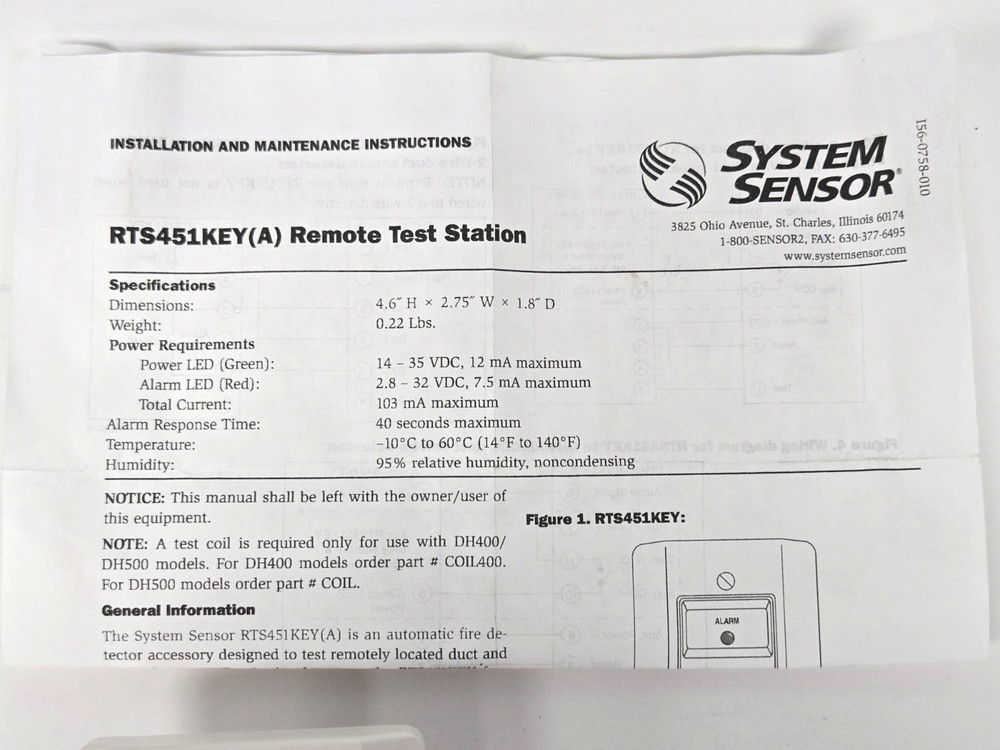 INSTALLATION AND MAINTENANCE INSTRUCTIONS
SYSTEM
SENSOR®
3825 Ohio Avenue, St. Charles, Illinois 60174
1-800-SENSOR2, FAX: 630-377-6495
www.systemsensor.com
I56-0758-010
RTS451KEY(A) Remote Test Station
Specifications
Dimensions: 4.6″ H × 2.75″ W × 1.8″ D
Weight: 0.22 Lbs.
Power Requirements
Power LED (Green): 14 – 35 VDC, 12 mA maximum
Alarm LED (Red): 2.8 – 32 VDC, 7.5 mA maximum
Total Current: 103 mA maximum
Alarm Response Time: 40 seconds maximum
Temperature: –10°C to 60°C (14°F to 140°F)
Humidity: 95% relative humidity, noncondensing
NOTICE: This manual shall be left with the owner/user of
this equipment.
NOTE: A test coil is required only for use with DH400/
DH500 models. For DH400 models order part # COIL400.
For DH500 models order part # COIL.
General Information
The System Sensor RTS451KEY(A) is an automatic fire de-
tector accessory designed to test remotely located duct and
Figure 1. RTS451KEY:
ALARM